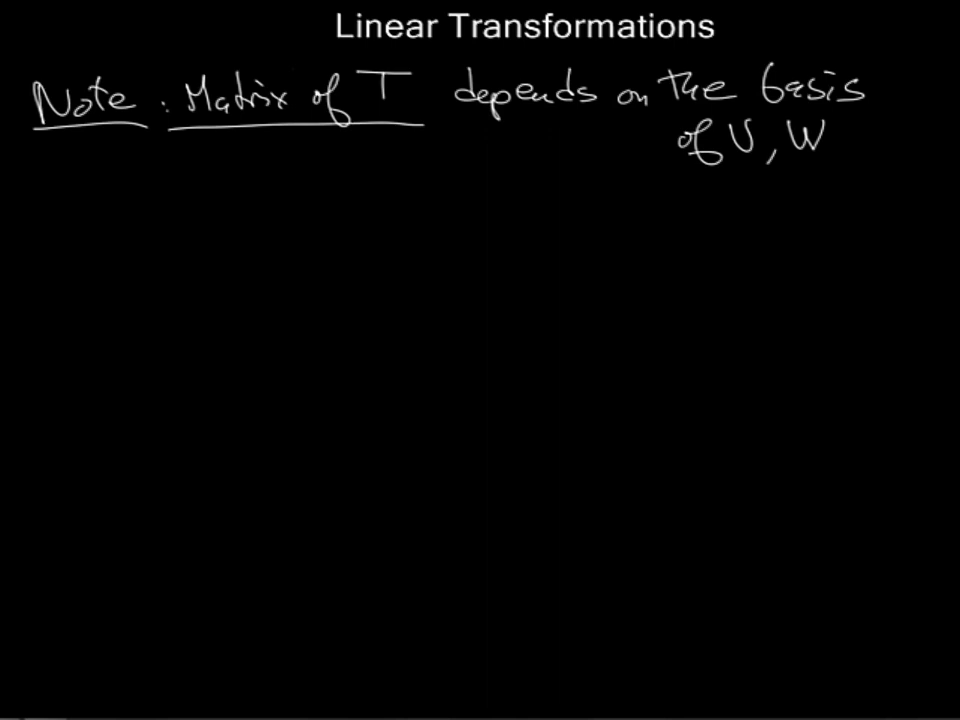 Linear Transformations
Note : Matrix of T depends on the basis
of V, W